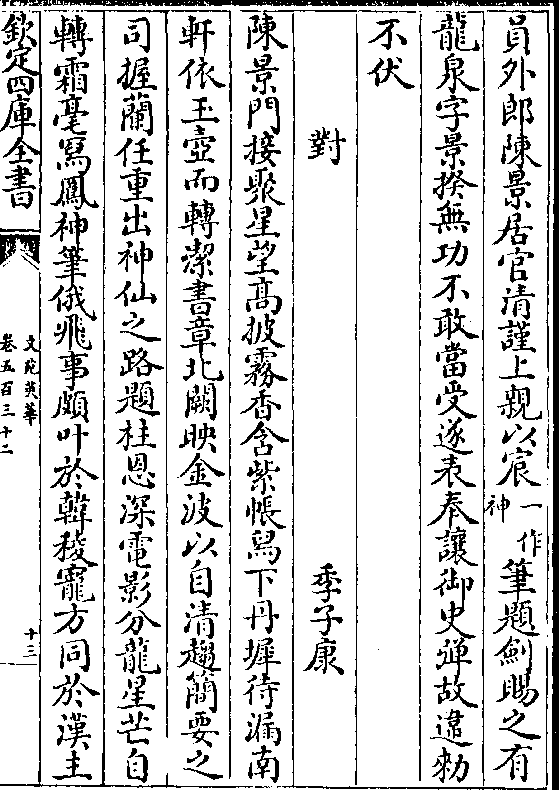 員外郎陳景居官清謹上親以宸一作神筆題劍賜之有
龍泉字景揆無功不敢當受遂表奉讓御史彈故違勑
不伏
對 季子康
陳景門接聚星望髙披霧香含紫帳舄下丹墀待漏南
軒依玉壺而轉潔書章北闕映金波以自清趨簡要之
司握蘭任重出神仙之路題柱恩深電影分龍星芒自
轉霜毫寫鳳神筆俄飛事頗叶於韓稜寵方同於漢主
欽定四庫全書
文苑英華
卷五百三十二
十三